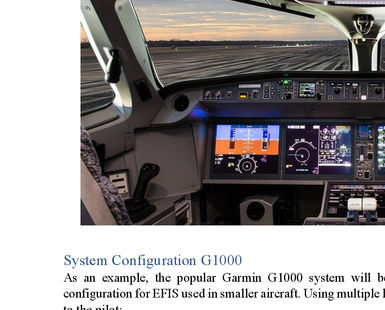 System Configuration G1000
As an example, the popular Garmin G1000 system will be
configuration for EFIS used in smaller aircraft. Using multiple
to the pilot: